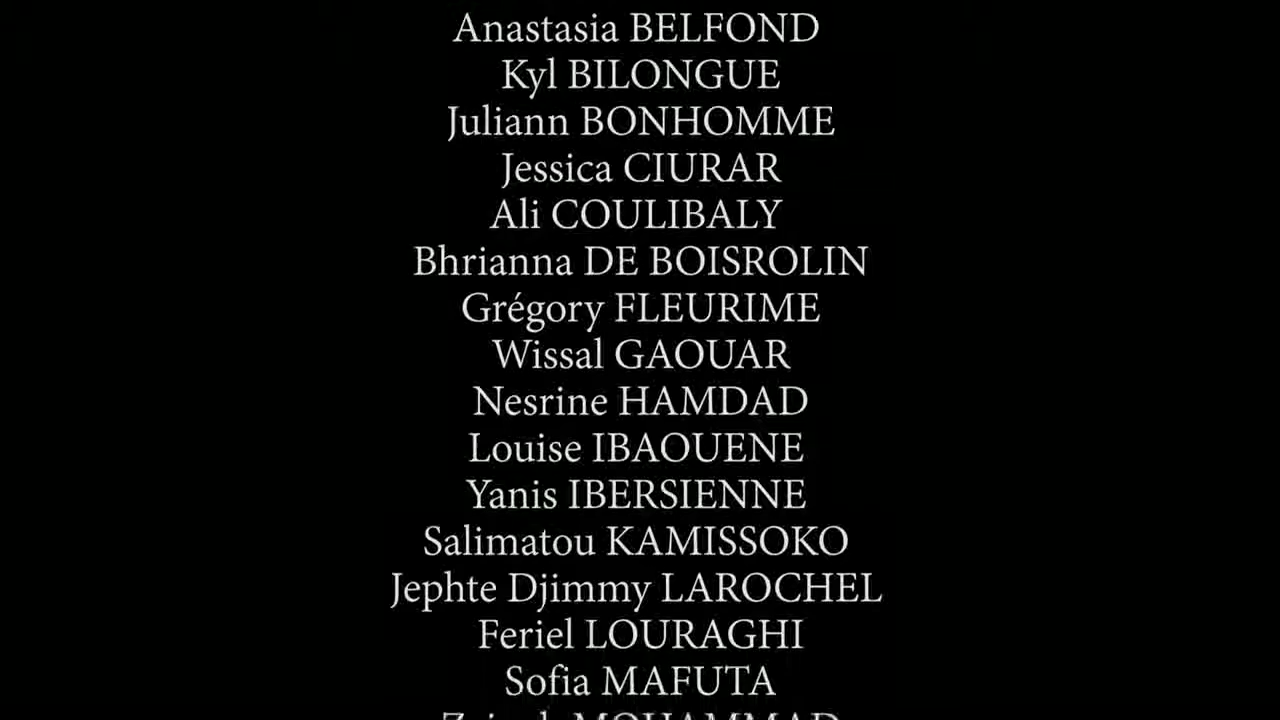 Anastasia BELFOND
Kyl BILONGUE
Juliann BONHOMME
Jessica CIURAR
Ali COULIBALY
Bhrianna DE BOISROLIN
Grégory FLEURIME
Wissal GAOUAR
Nesrine HAMDAD
Louise IBAOUENE
Yanis IBERSIENNE
Salimatou KAMISSOKO
Jephte Djimmy LAROCHEL
Feriel LOURAGHI
Sofia MAFUTA
MOHAMMAD